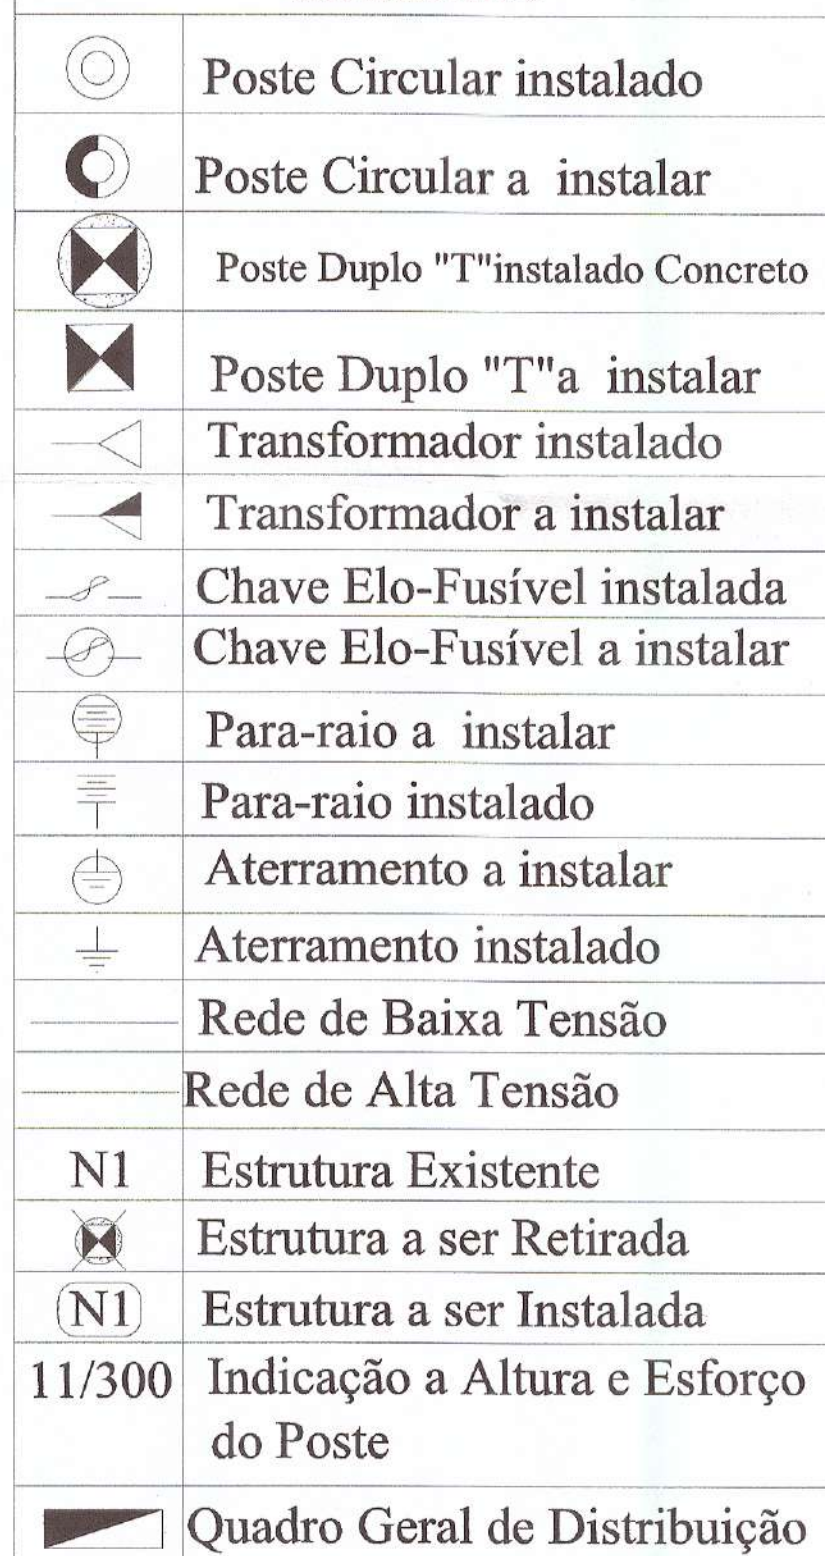 Poste Circular instalado
Poste Circular a instalar
Poste Duplo "T"instalado Concreto
Poste Duplo "T"a instalar
Transformador instalado
Transformador a instalar
Chave Elo-Fusível instalada
Chave Elo-Fusível a instalar
Para-raio a instalar
Para-raio instalado
Aterramento a instalar
Aterramento instalado
Rede de Baixa Tensão
Rede de Alta Tensão
N1 Estrutura Existente
Estrutura a ser Retirada
N1 Estrutura a ser Instalada
11/300 Indicação a Altura e Esforço
do Poste
Quadro Geral de Distribuição